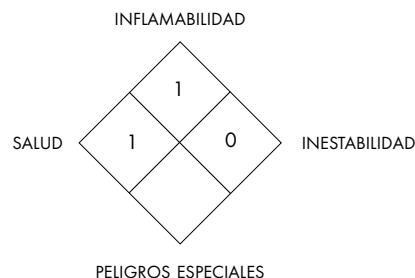 INFLAMABILIDAD
1
SALUD 1 0 INESTABILIDAD
PELIGROS ESPECIALES